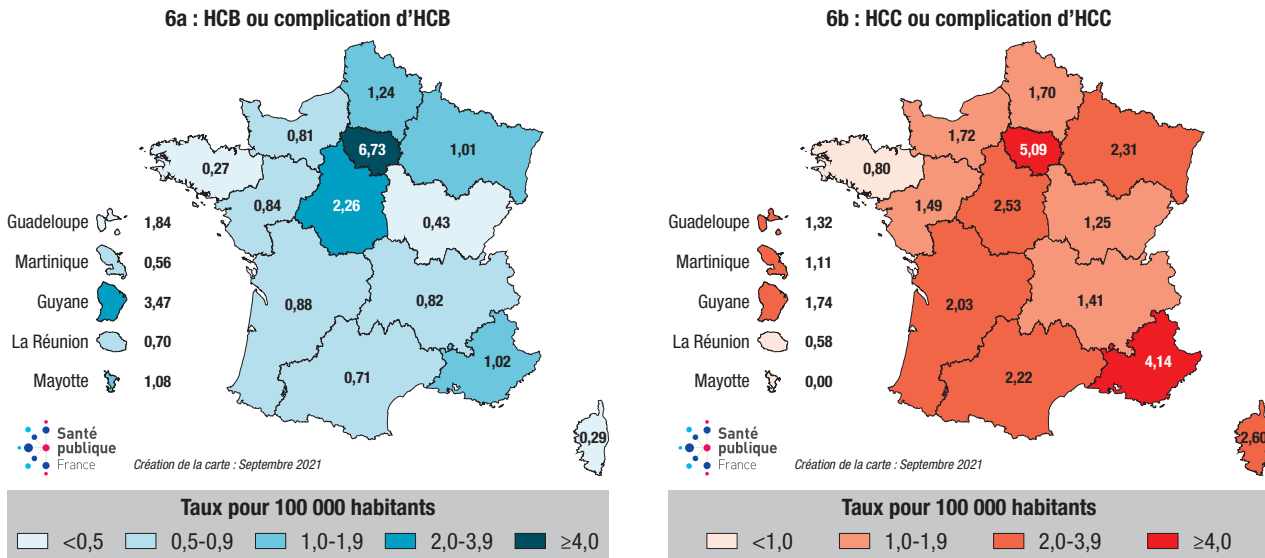 6a : HCB ou complication d’HCB
1,24
0,81
6,73
1,01
0,27
0,84
2,26
0,43
Guadeloupe 1,84
Martinique 0,56
Guyane 3,47
La Réunion 0,70
Mayotte 1,08
0,88
0,82
1,02
0,71
0,29
Santé
publique
France
Création de la carte : Septembre 2021
Taux pour 100 000 habitants
<0,5 0,5-0,9 1,0-1,9 2,0-3,9 ≥4,0
6b : HCC ou complication d’HCC
1,70
1,72
5,09
2,31
0,80
1,49
2,53
1,25
Guadeloupe 1,32
Martinique 1,11
Guyane 1,74
La Réunion 0,58
Mayotte 0,00
2,03
1,41
4,14
2,22
2,60
Santé
publique
France
Création de la carte : Septembre 2021
Taux pour 100 000 habitants
<1,0 1,0-1,9 2,0-3,9 ≥4,0